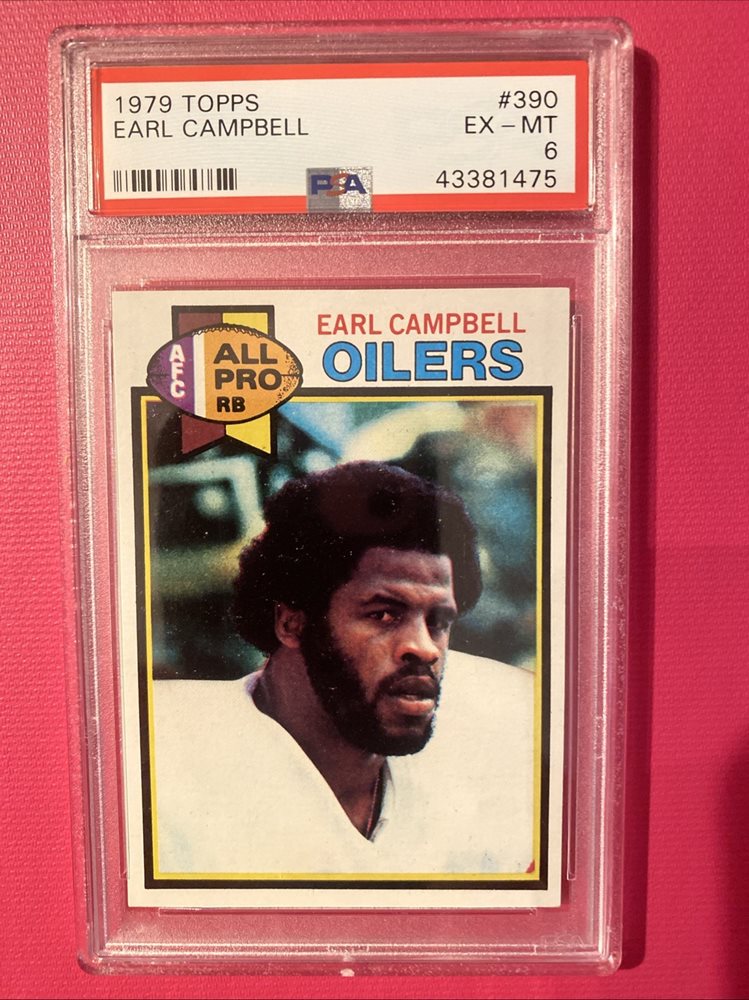 1979 TOPPS #390
EARL CAMPBELL EX – MT
6
PSA 43381475
EARL CAMPBELL
OILERS
AFC
ALL
PRO
RB